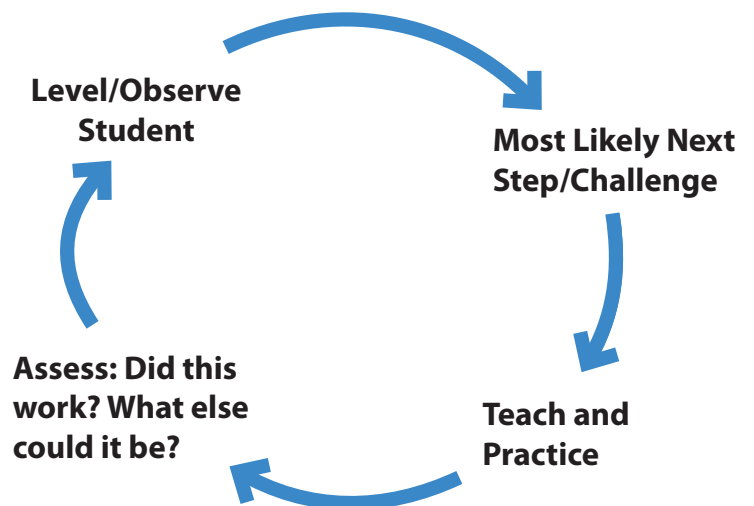 Level/Observe
Student
Most Likely Next
Step/Challenge
Teach and
Practice
Assess: Did this
work? What else
could it be?